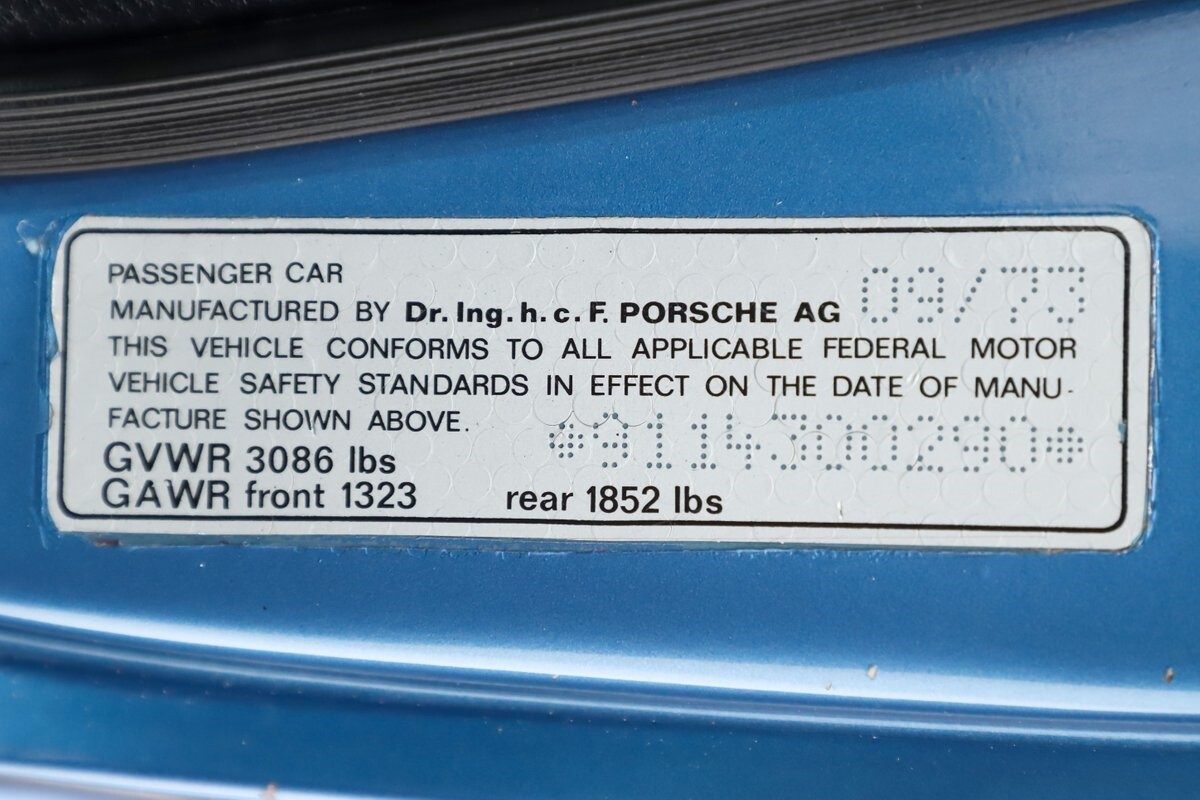 PASSENGER CAR 09/73
MANUFACTURED BY Dr. Ing. h. c. F. PORSCHE AG
THIS VEHICLE CONFORMS TO ALL APPLICABLE FEDERAL MOTOR
VEHICLE SAFETY STANDARDS IN EFFECT ON THE DATE OF MANU-
FACTURE SHOWN ABOVE. *9114300290*
GVWR 3086 lbs
GAWR front 1323 rear 1852 lbs